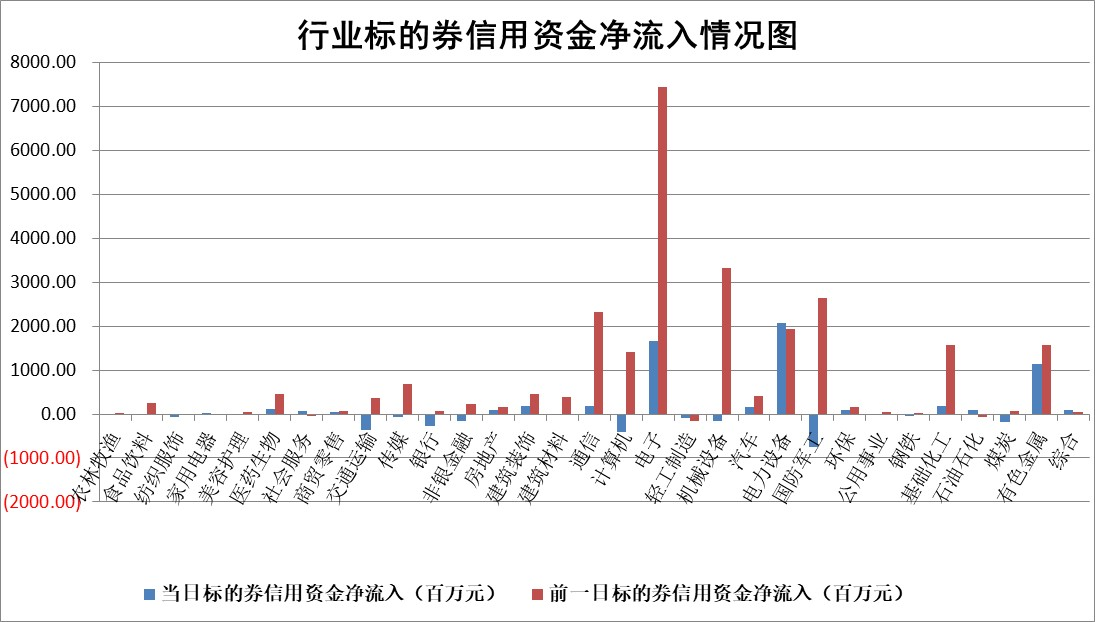 行业标的券信用资金净流入情况图
8000.00
7000.00
6000.00
5000.00
4000.00
3000.00
2000.00
1000.00
0.00
(1000.00)
(2000.00)
农林牧渔
食品饮料
纺织服饰
家用电器
美容护理
医药生物
社会服务
商贸零售
交通运输
传媒
银行
非银金融
房地产
建筑装饰
建筑材料
通信
计算机
电子
轻工制造
机械设备
汽车
电力设备
国防军工
环保
公用事业
钢铁
基础化工
石油石化
煤炭
有色金属
综合
当日标的券信用资金净流入（百万元）
前一日标的券信用资金净流入（百万元）